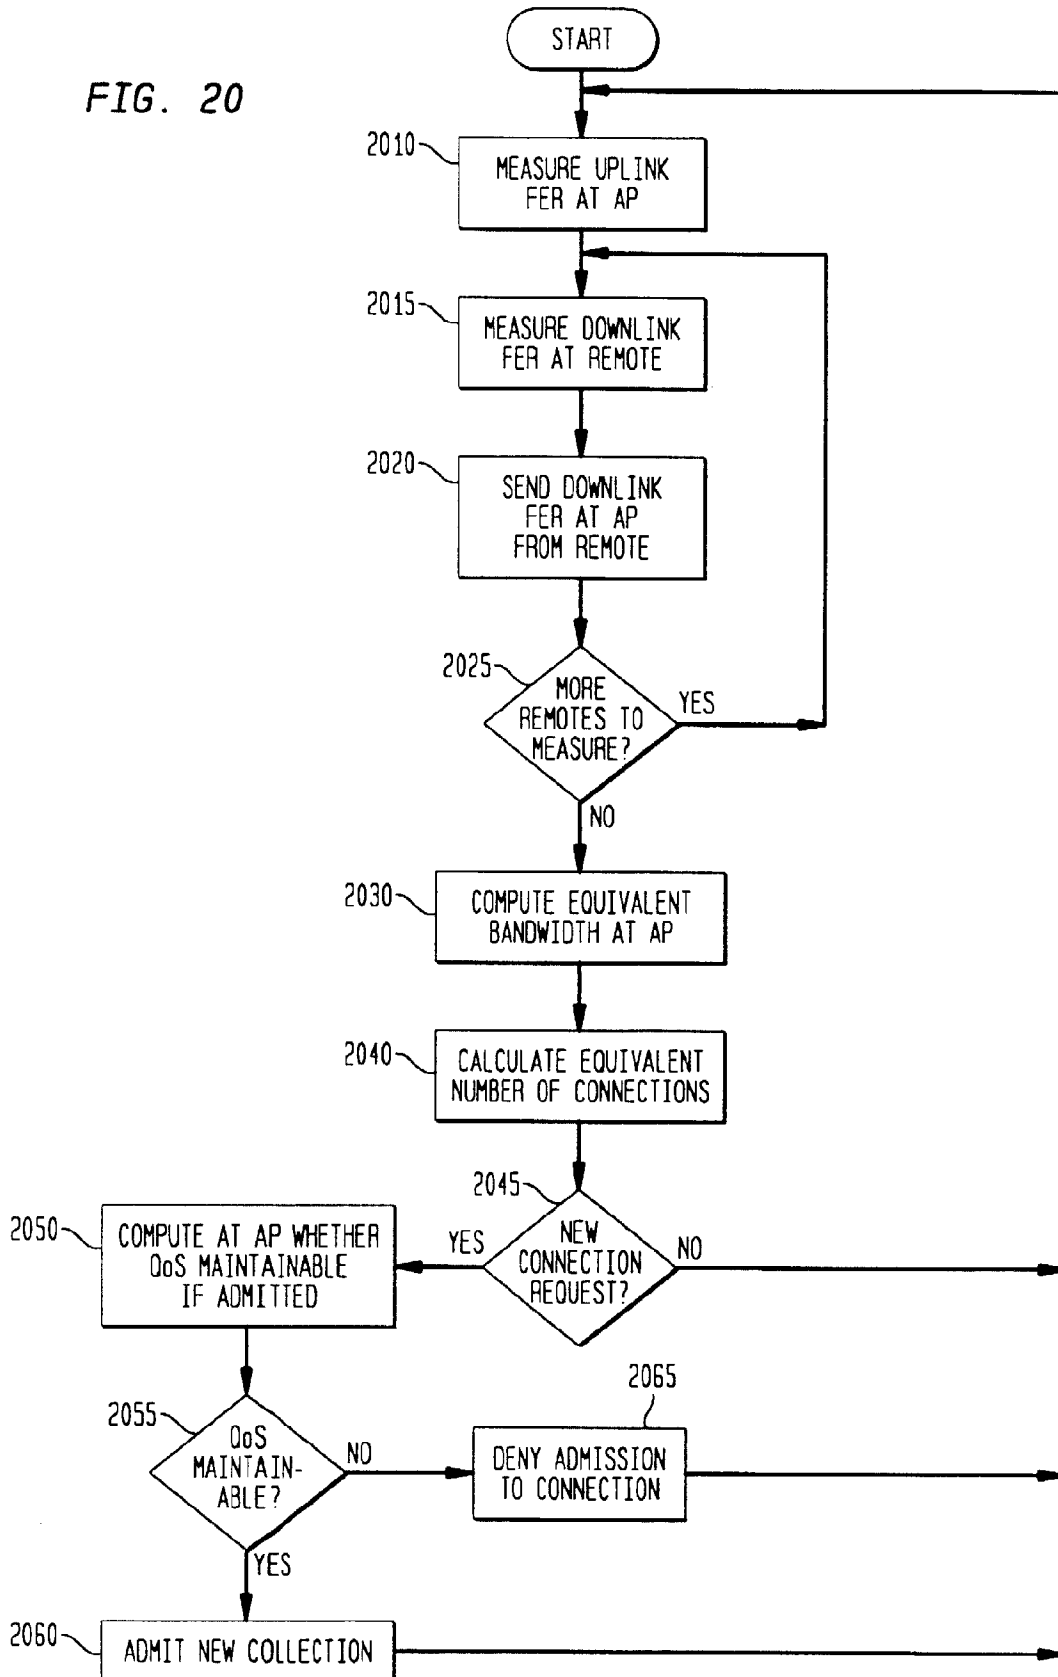 START
FIG. 20
2010
MEASURE UPLINK
FER AT AP
2015
MEASURE DOWNLINK
FER AT REMOTE
2020
SEND DOWNLINK
FER AT AP
FROM REMOTE
2025
MORE
REMOTES TO
MEASURE?
YES
NO
2030
COMPUTE EQUIVALENT
BANDWIDTH AT AP
2040
CALCULATE EQUIVALENT
NUMBER OF CONNECTIONS
2045
NEW
CONNECTION
REQUEST?
YES
NO
2050
COMPUTE AT AP WHETHER
QoS MAINTAINABLE
IF ADMITTED
2055
QoS
MAINTAIN-
ABLE?
NO
2065
DENY ADMISSION
TO CONNECTION
YES
2060
ADMIT NEW COLLECTION